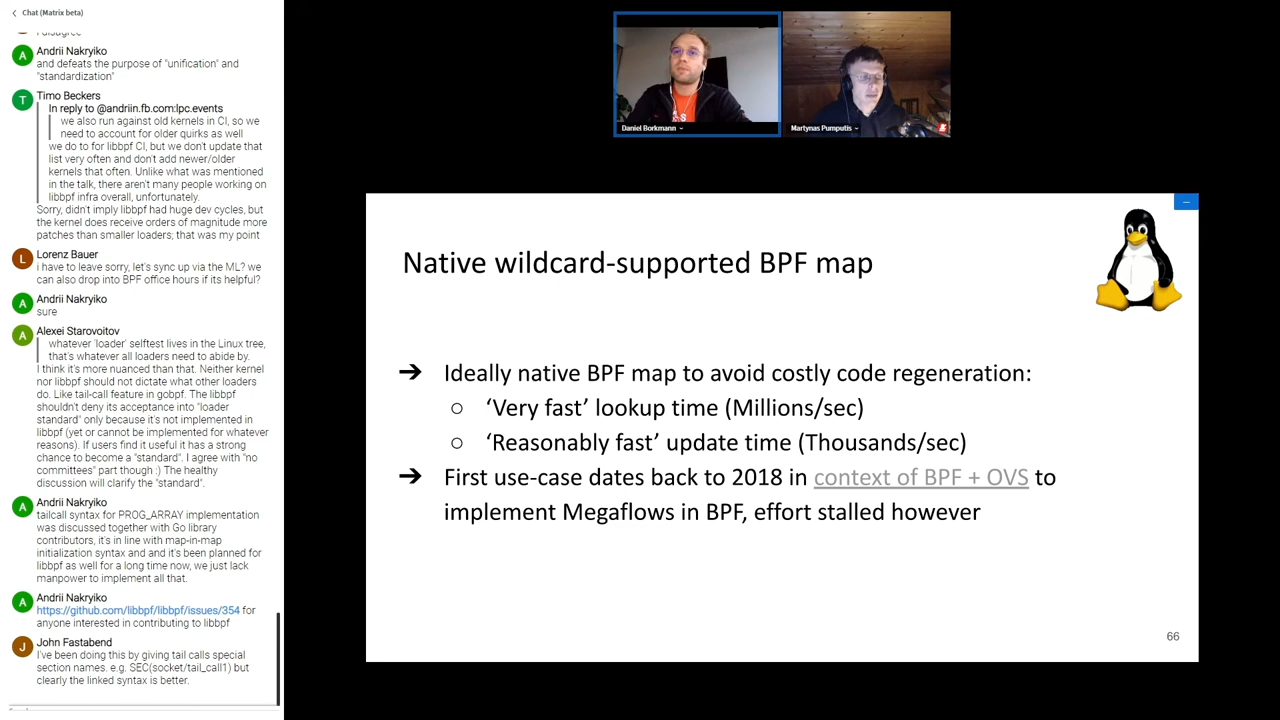 Chat (Matrix beta)
I disagree
Andrii Nakryiko
and defeats the purpose of "unification" and
"standardization"
Timo Beckers
In reply to @andriin.fb.com:lpc.events
we also run against old kernels in CI, so we
need to account for older quirks as well
we do to for libbpf CI, but we don't update that
list very often and don't add newer/older
kernels that often. Unlike what was mentioned
in the talk, there aren't many people working on
libbpf infra overall, unfortunately.
Sorry, didn't imply libbpf had huge dev cycles, but
the kernel does receive orders of magnitude more
patches than smaller loaders; that was my point
Lorenz Bauer
i have to leave sorry, let's sync up via the ML? we
can also drop into BPF office hours if its helpful?
Andrii Nakryiko
sure
Alexei Starovoitov
whatever 'loader' selftest lives in the Linux tree,
that's whatever all loaders need to abide by.
I think it's more nuanced than that. Neither kernel
nor libbpf should not dictate what other loaders
do. Like tail-call feature in gobpf. The libbpf
shouldn't deny its acceptance into "loader
standard" only because it's not implemented in
libbpf (yet or cannot be implemented for whatever
reasons). If users find it useful it has a strong
chance to become a "standard". I agree with "no
committees" part though :) The healthy
discussion will clarify the "standard".
Andrii Nakryiko
tailcall syntax for PROG_ARRAY implementation
was discussed together with Go library
contributors, it's in line with map-in-map
initialization syntax and and it's been planned for
libbpf as well for a long time now, we just lack
manpower to implement all that.
Andrii Nakryiko
https://github.com/libbpf/libbpf/issues/354 for
anyone interested in contributing to libbpf
John Fastabend
I've been doing this by giving tail calls special
section names. e.g. SEC(socket/tail_call1) but
clearly the linked syntax is better.
Daniel Borkmann
Martynas Pumputis
Native wildcard-supported BPF map
➔ Ideally native BPF map to avoid costly code regeneration:
○ ‘Very fast’ lookup time (Millions/sec)
○ ‘Reasonably fast’ update time (Thousands/sec)
➔ First use-case dates back to 2018 in context of BPF + OVS to
implement Megaflows in BPF, effort stalled however
66